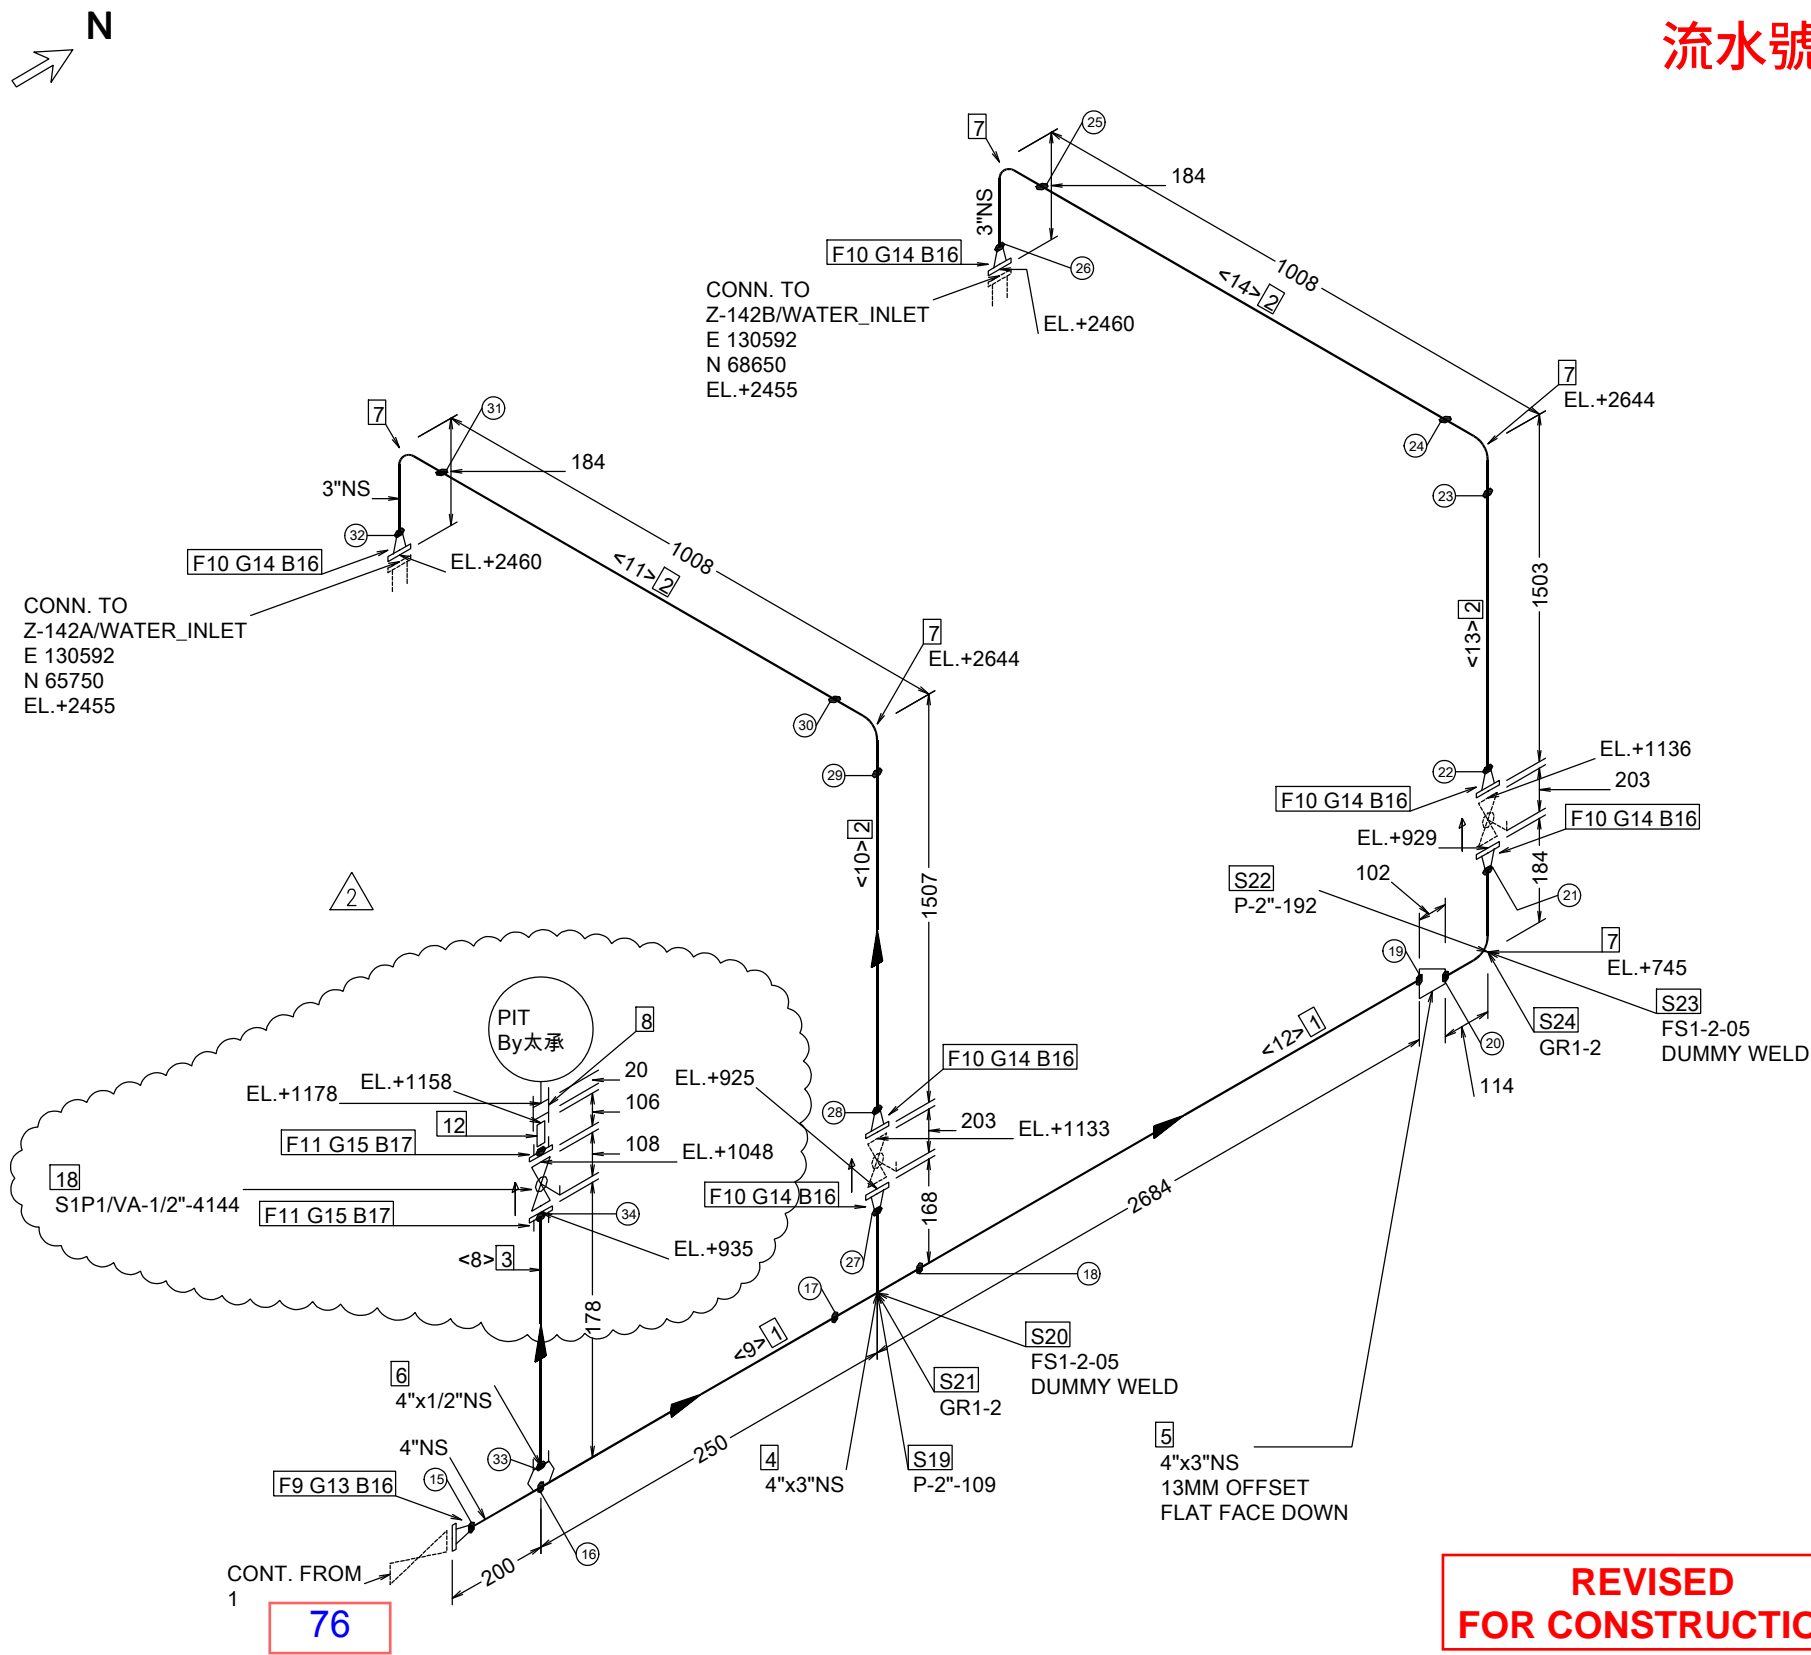 N
流水號
7
25
184
3"NS
F10 G14 B16
26
CONN. TO
Z-142B/WATER_INLET
E 130592
N 68650
EL.+2455
EL.+2460
<14> 2
1008
7
EL.+2644
24
23
1503
<13> 2
7
31
184
3"NS
32
F10 G14 B16
EL.+2460
<11> 2
1008
CONN. TO
Z-142A/WATER_INLET
E 130592
N 65750
EL.+2455
7
EL.+2644
30
29
<10> 2
1507
EL.+1136
22
203
F10 G14 B16
F10 G14 B16
EL.+929
184
102
S22
P-2"-192
21
19
7
EL.+745
S23
FS1-2-05
DUMMY WELD
S24
GR1-2
20
114
<12> 1
2
PIT
By太承
8
20
EL.+1158
EL.+1178
106
12
108
F11 G15 B17
EL.+1048
18
S1P1/VA-1/2"-4144
F11 G15 B17
34
EL.+935
<8> 3
178
EL.+925
F10 G14 B16
28
203
EL.+1133
F10 G14 B16
168
27
2684
17
18
<9> 1
S20
FS1-2-05
DUMMY WELD
S21
GR1-2
6
4"x1/2"NS
250
4"NS
33
4
4"x3"NS
S19
P-2"-109
5
4"x3"NS
13MM OFFSET
FLAT FACE DOWN
F9 G13 B16
15
16
200
CONT. FROM
1
76
REVISED
FOR CONSTRUCTIO